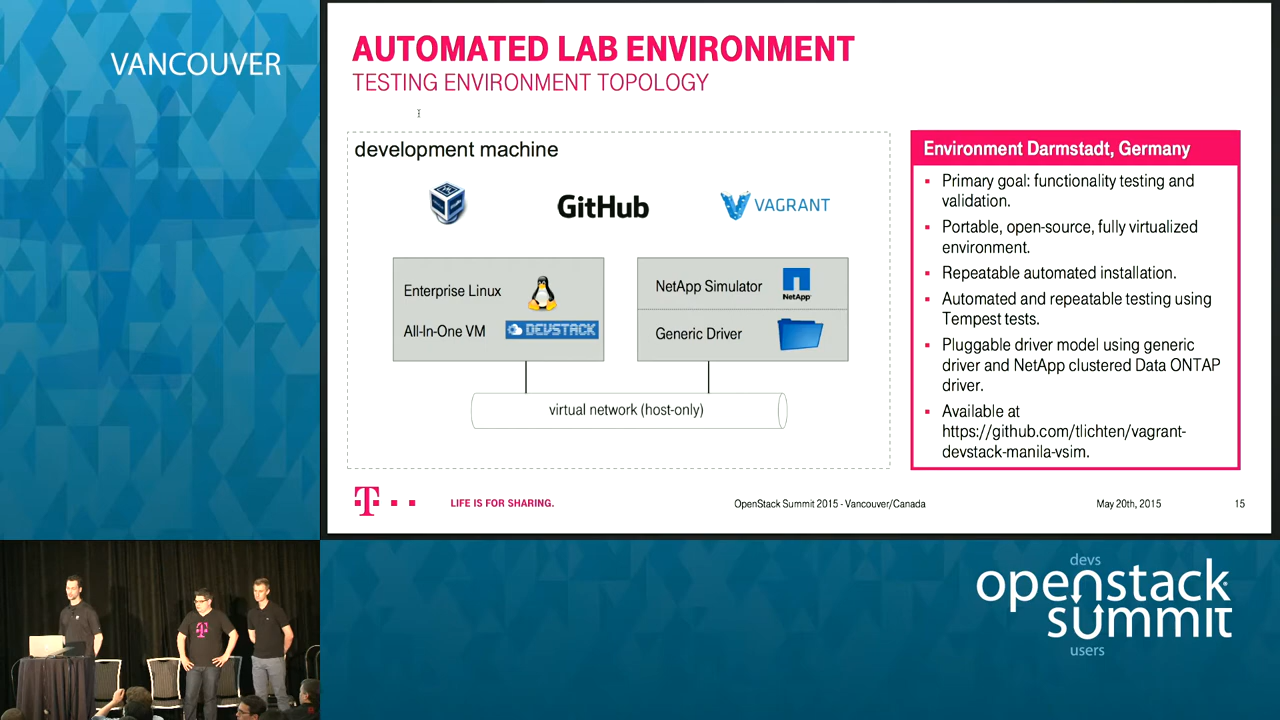 VANCOUVER
AUTOMATED LAB ENVIRONMENT
TESTING ENVIRONMENT TOPOLOGY
development machine
GitHub
VAGRANT
Enterprise Linux
All-In-One VM
DEVSTACK
NetApp Simulator
NetApp
Generic Driver
virtual network (host-only)
Environment Darmstadt, Germany
Primary goal: functionality testing and
validation.
Portable, open-source, fully virtualized
environment.
Repeatable automated installation.
Automated and repeatable testing using
Tempest tests.
Pluggable driver model using generic
driver and NetApp clustered Data ONTAP
driver.
Available at
https://github.com/tlichten/vagrant-
devstack-manila-vsim.
T
LIFE IS FOR SHARING.
OpenStack Summit 2015 - Vancouver/Canada
May 20th, 2015
15
T
devs
openstack
summit
users